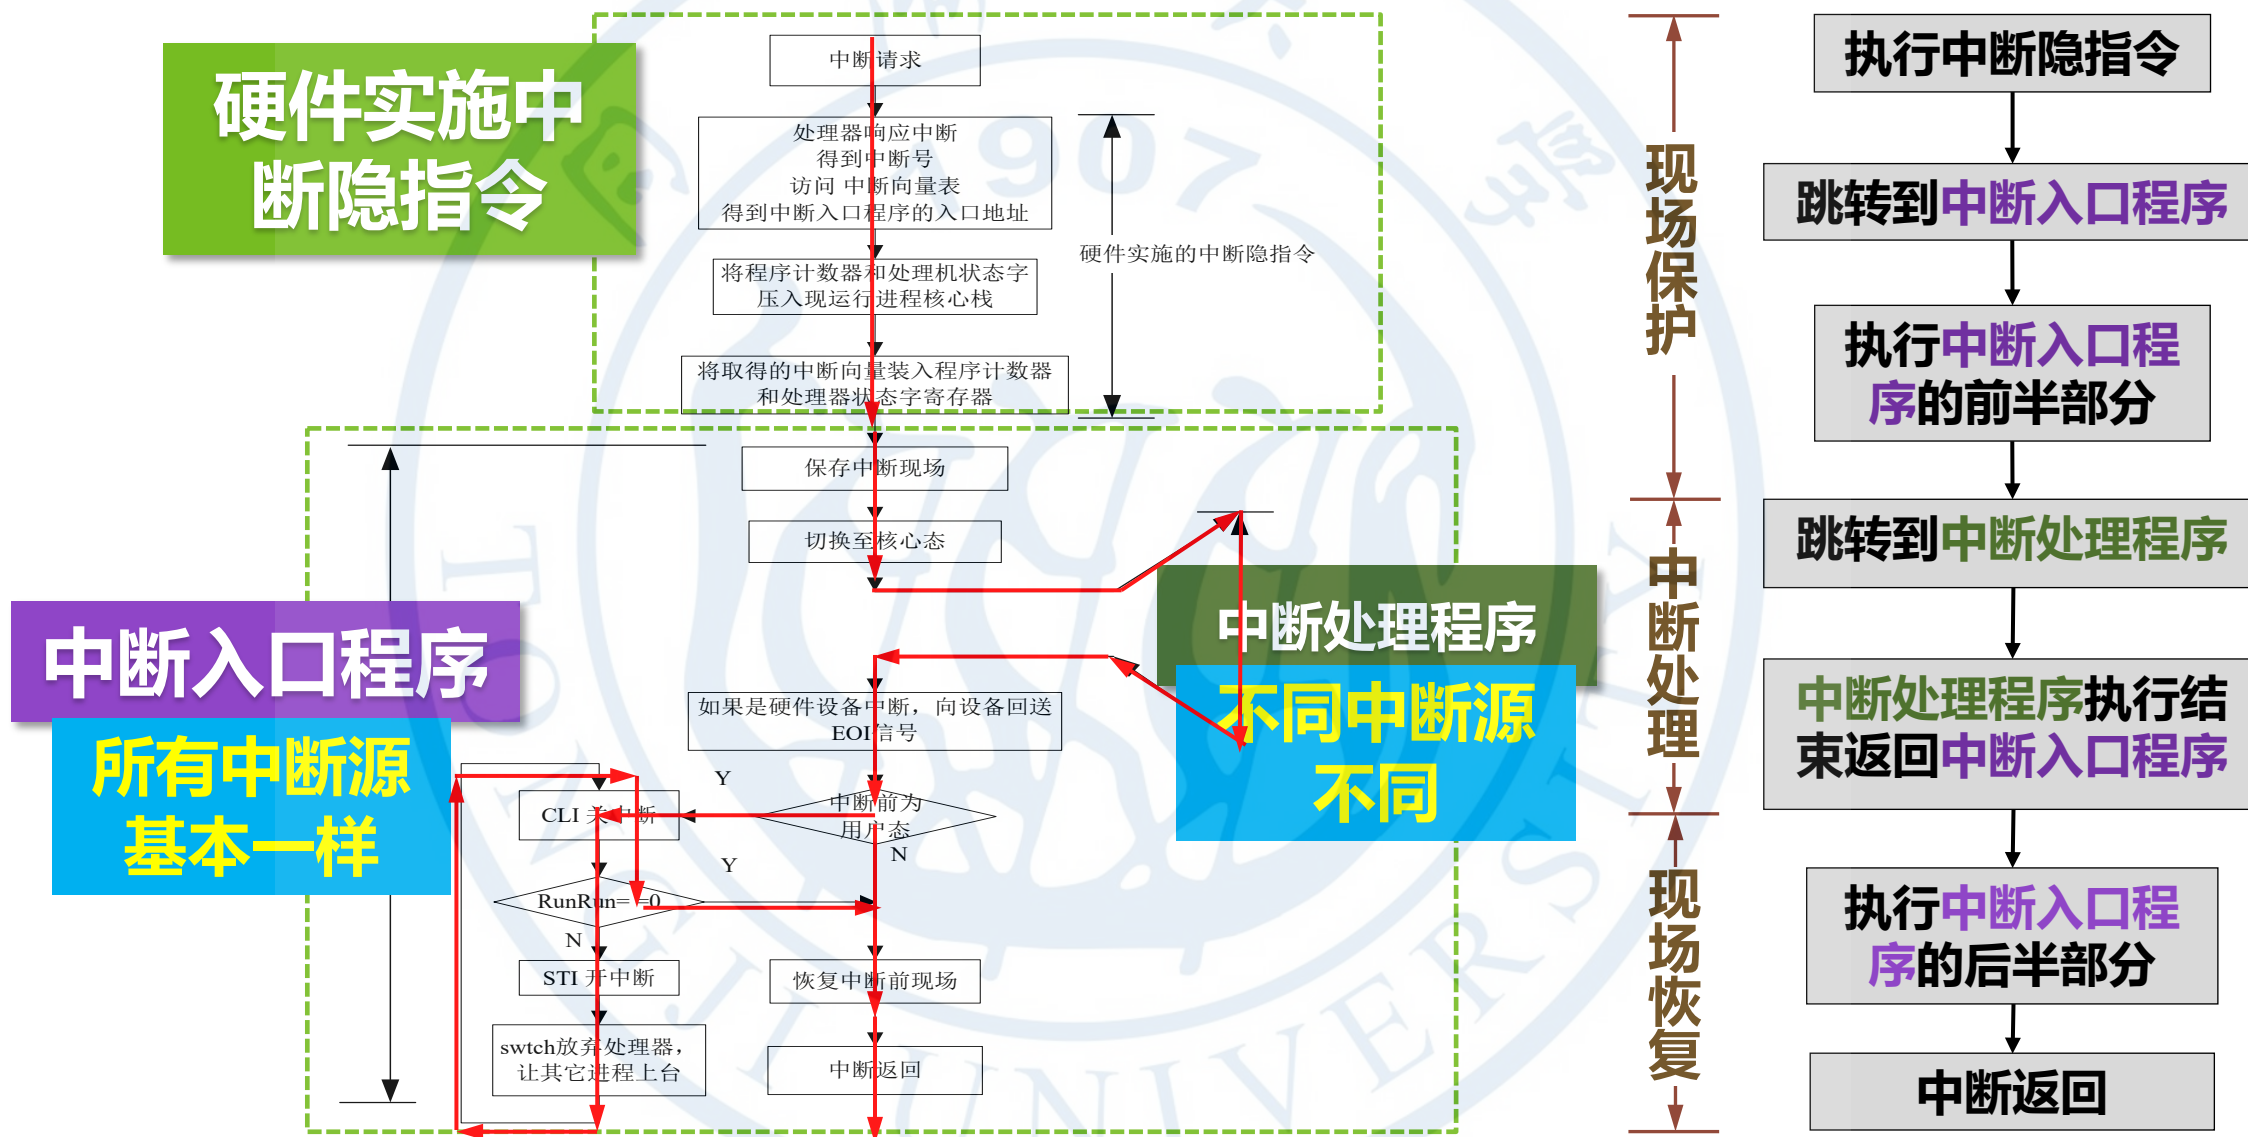 硬件实施中
断隐指令
中断请求
处理器响应中断
得到中断号
访问 中断向量表
得到中断入口程序的入口地址
将程序计数器和处理机状态字
压入现运行进程核心栈
将取得的中断向量装入程序计数器
和处理器状态字寄存器
硬件实施的中断隐指令
保存中断现场
切换至核心态
中断入口程序
所有中断源
基本一样
中断处理程序
不同中断源
不同
如果是硬件设备中断，向设备回送
EOI信号
中断前为
用户态
Y
N
CLI 关中断
Y
RunRun= =0
N
STI 开中断
swtch放弃处理器，
让其它进程上台
恢复中断前现场
中断返回
现场保护
中断处理
现场恢复
执行中断隐指令
跳转到中断入口程序
执行中断入口程
序的前半部分
跳转到中断处理程序
中断处理程序执行结
束返回中断入口程序
执行中断入口程
序的后半部分
中断返回
1907
TONGJI UNIVERSITY